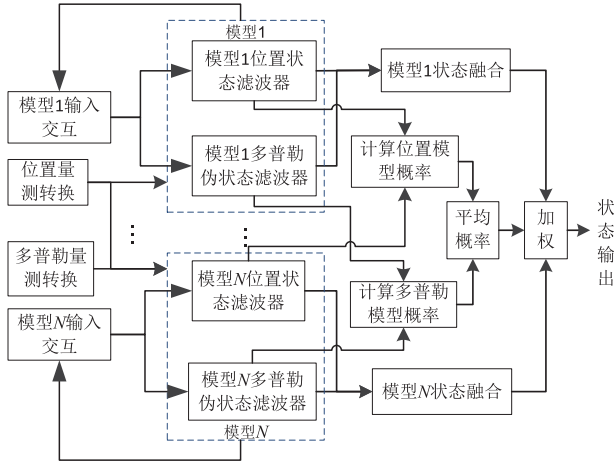 模型1
模型1位置状
态滤波器
模型1状态融合
模型1输入
交互
模型1多普勒
伪状态滤波器
计算位置模
型概率
位置量
测转换
平均
概率
加
权
状
态
输
出
多普勒量
测转换
模型N位置状
态滤波器
计算多普勒
模型概率
模型N输入
交互
模型N多普勒
伪状态滤波器
模型N状态融合
模型N